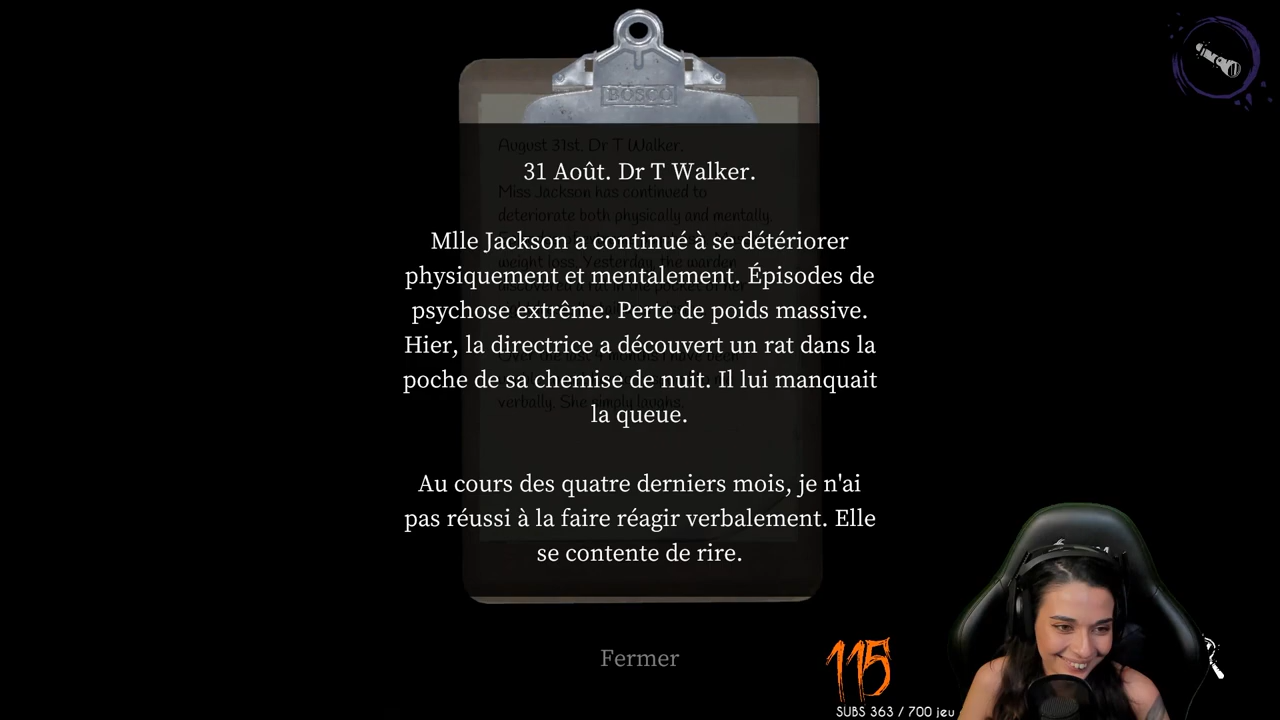 BOSCO
August 31st. Dr T Walker.
31 Août. Dr T Walker.
Miss Jackson has continued to
deteriorate both physically and mentally.
Mlle Jackson a continué à se détériorer
physiquement et mentalement. Épisodes de
psychose extrême. Perte de poids massive.
Hier, la directrice a découvert un rat dans la
poche de sa chemise de nuit. Il lui manquait
verbally. She simply laughs.
la queue.
Au cours des quatre derniers mois, je n'ai
pas réussi à la faire réagir verbalement. Elle
se contente de rire.
Fermer
115
SUBS 363 / 700 jeu